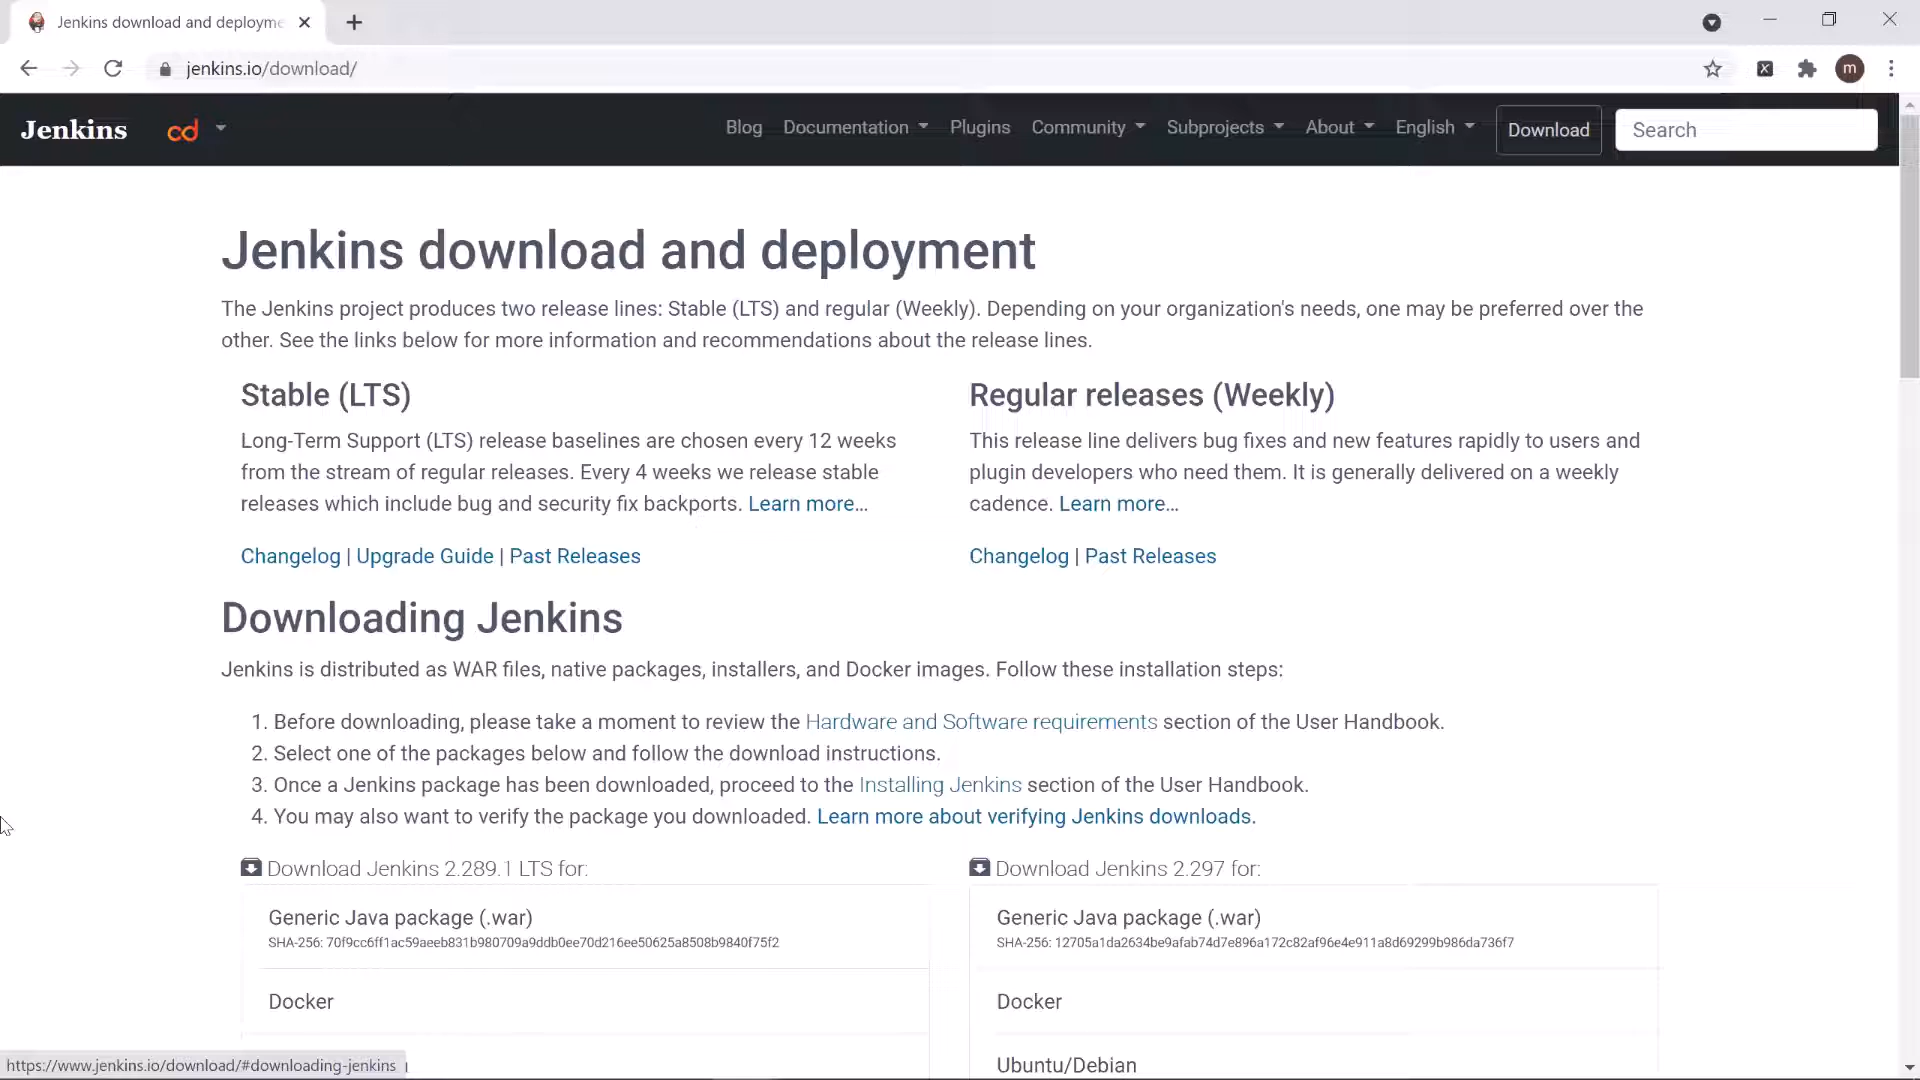 Jenkins download and deployme
jenkins.io/download/
m
Jenkins cd Blog Documentation Plugins Community Subprojects About English Download Search
Jenkins download and deployment
The Jenkins project produces two release lines: Stable (LTS) and regular (Weekly). Depending on your organization's needs, one may be preferred over the
other. See the links below for more information and recommendations about the release lines.
Stable (LTS)
Long-Term Support (LTS) release baselines are chosen every 12 weeks
from the stream of regular releases. Every 4 weeks we release stable
releases which include bug and security fix backports. Learn more...
Changelog | Upgrade Guide | Past Releases
Regular releases (Weekly)
This release line delivers bug fixes and new features rapidly to users and
plugin developers who need them. It is generally delivered on a weekly
cadence. Learn more...
Changelog | Past Releases
Downloading Jenkins
Jenkins is distributed as WAR files, native packages, installers, and Docker images. Follow these installation steps:
1. Before downloading, please take a moment to review the Hardware and Software requirements section of the User Handbook.
2. Select one of the packages below and follow the download instructions.
3. Once a Jenkins package has been downloaded, proceed to the Installing Jenkins section of the User Handbook.
4. You may also want to verify the package you downloaded. Learn more about verifying Jenkins downloads.
Download Jenkins 2.289.1 LTS for:
Generic Java package (.war)
SHA-256: 70f9cc6ff1ac59aeeb831b980709a9ddb0ee70d216ee50625a8508b9840f75f2
Docker
Download Jenkins 2.297 for:
Generic Java package (.war)
SHA-256: 12705a1da2634be9afab74d7e896a172c82af96e4e911a8d69299b986da736f7
Docker
Ubuntu/Debian
https://www.jenkins.io/download/#downloading-jenkins